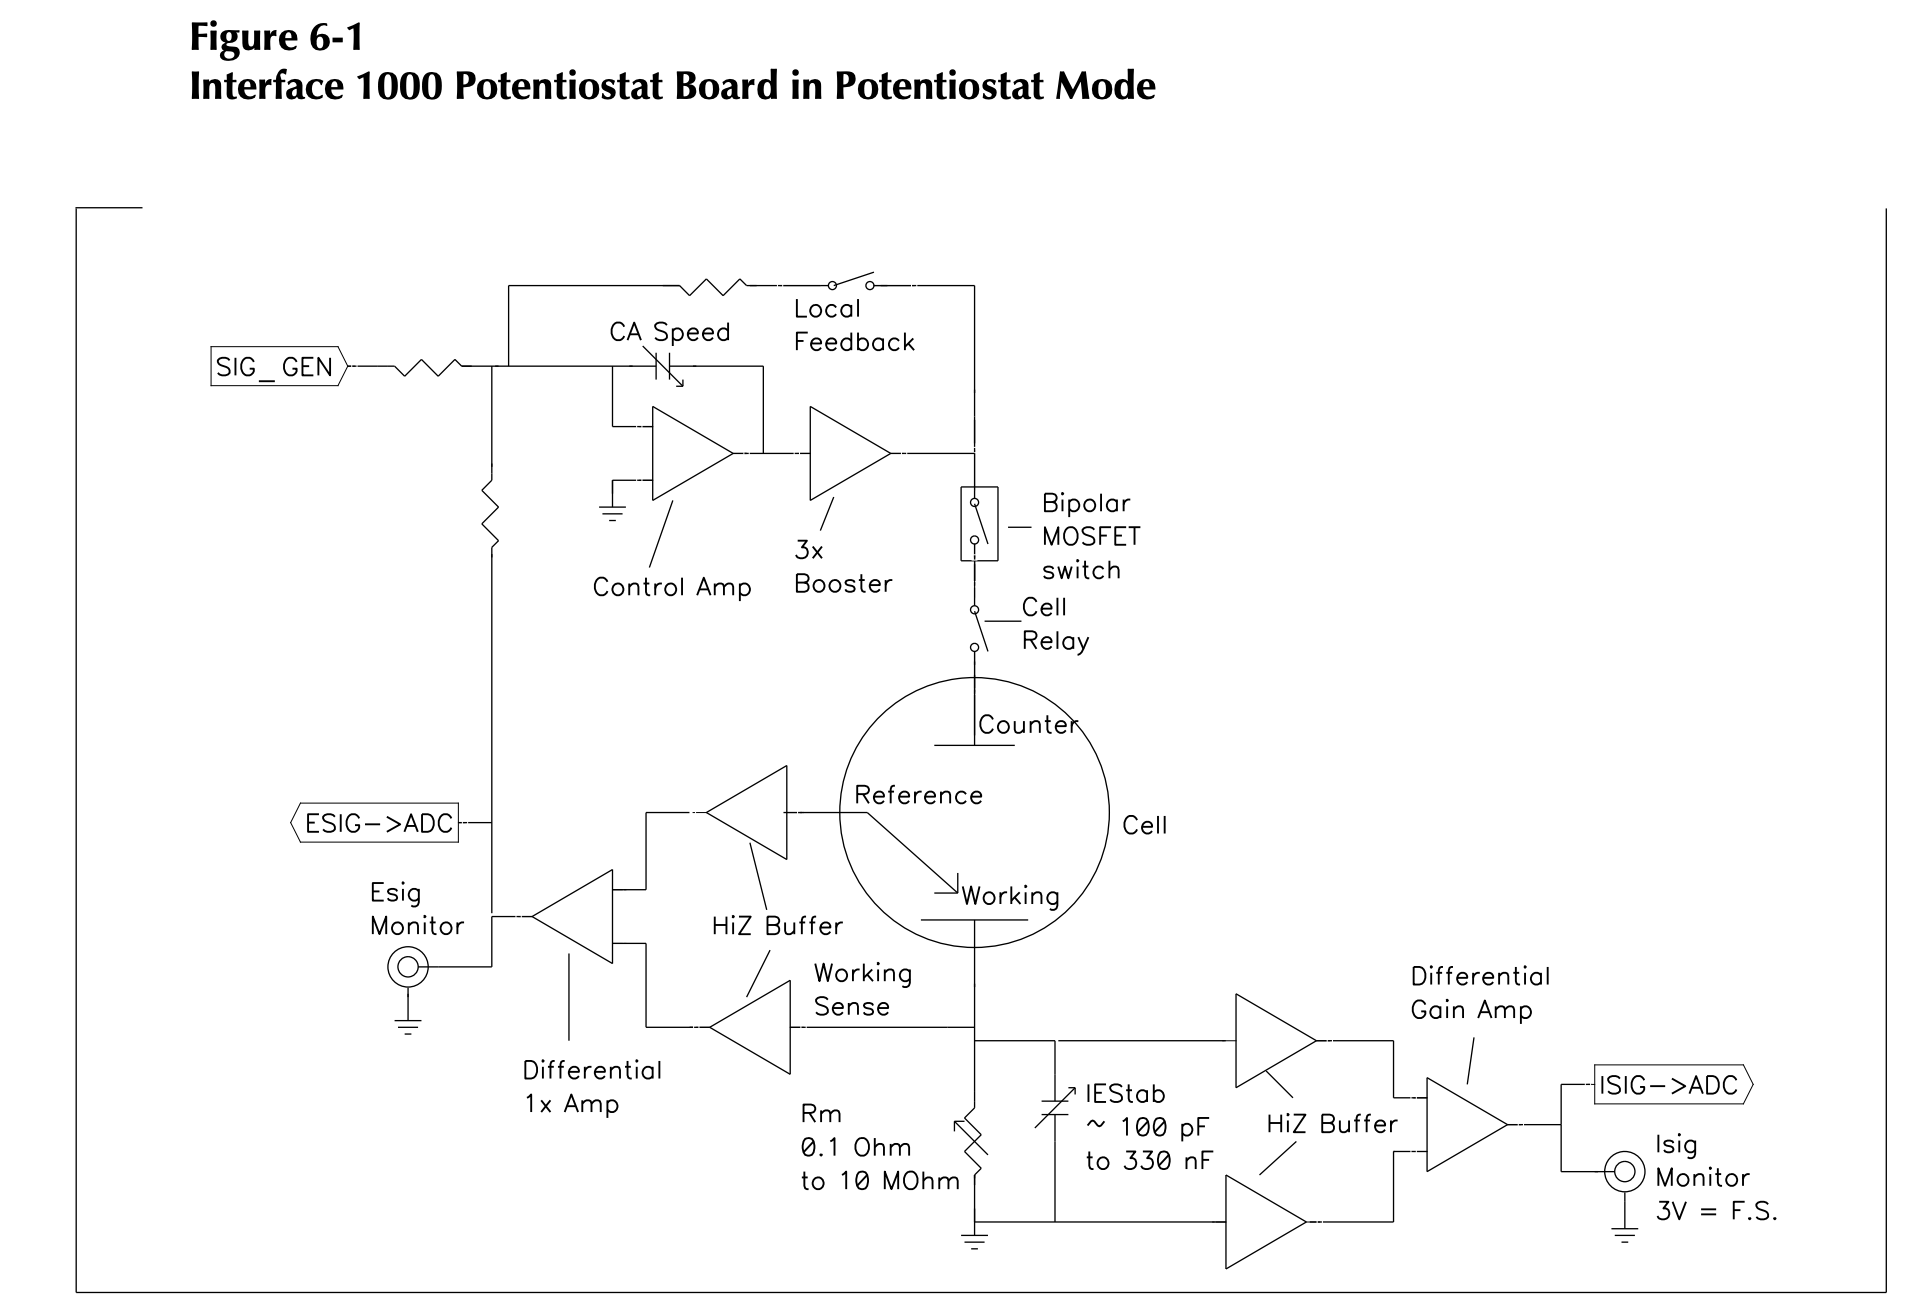 Figure 6-1
Interface 1000 Potentiostat Board in Potentiostat Mode
Local
Feedback
CA Speed
SIG_GEN
Control Amp
3x
Booster
Bipolar
MOSFET
switch
Cell
Relay
Counter
Reference
Cell
Working
ESIG->ADC
Esig
Monitor
HiZ Buffer
Working
Sense
Differential
1x Amp
Rm
0.1 Ohm
to 10 MOhm
IEStab
~ 100 pF
to 330 nF
HiZ Buffer
Differential
Gain Amp
ISIG->ADC
Isig
Monitor
3V = F.S.